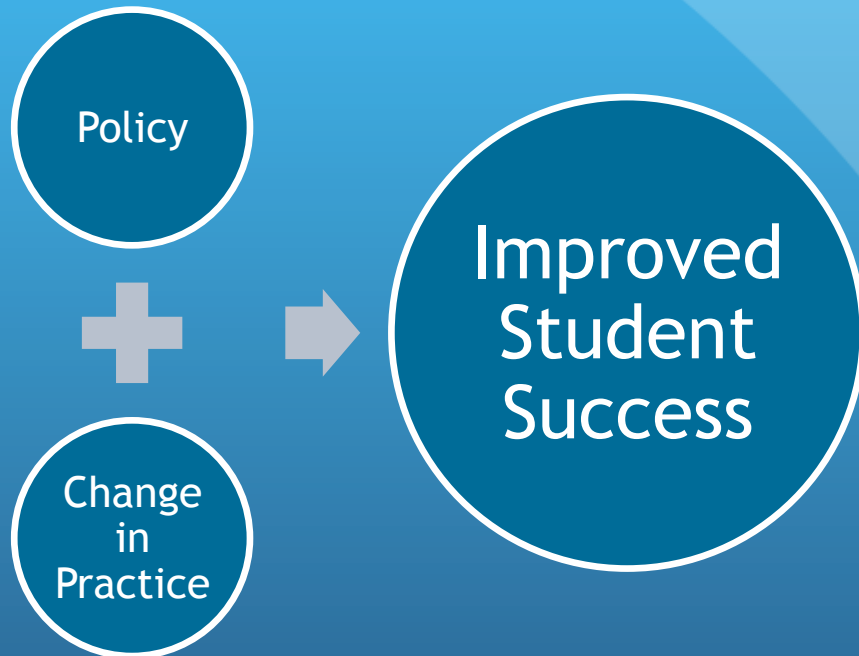 Policy
Change
in
Practice
Improved
Student
Success